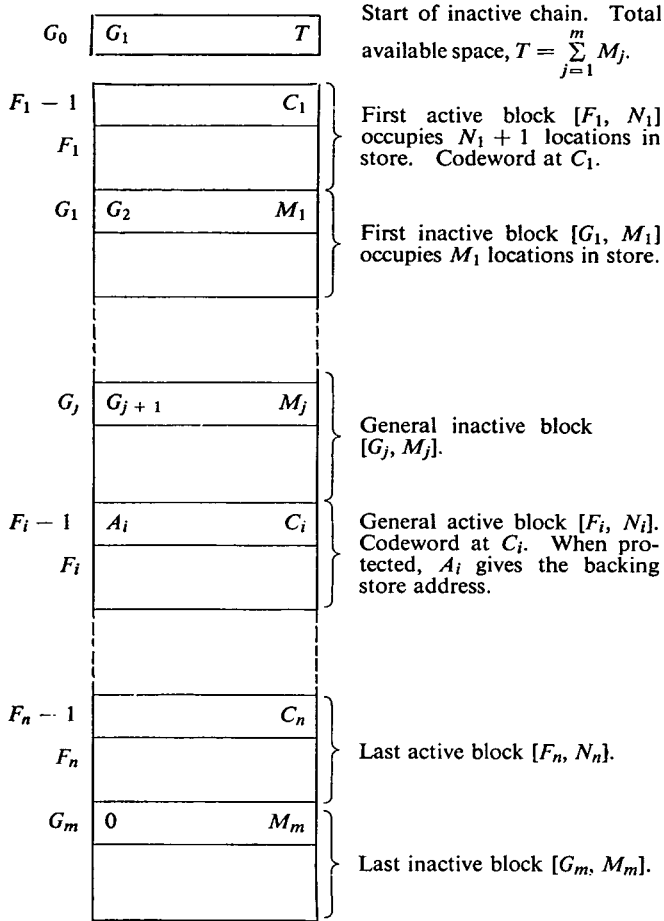 G₀ G₁ T
Start of inactive chain. Total
available space, T = ∑ⱼ₌₁ᵐ Mⱼ.
F₁ − 1 C₁
F₁
First active block [F₁, N₁]
occupies N₁ + 1 locations in
store. Codeword at C₁.
G₁ G₂ M₁
First inactive block [G₁, M₁]
occupies M₁ locations in store.
Gⱼ Gⱼ ₊ ₁ Mⱼ
General inactive block
[Gⱼ, Mⱼ].
Fᵢ − 1 Aᵢ Cᵢ
Fᵢ
General active block [Fᵢ, Nᵢ].
Codeword at Cᵢ. When pro-
tected, Aᵢ gives the backing
store address.
Fₙ − 1 Cₙ
Fₙ
Last active block [Fₙ, Nₙ].
Gₘ 0 Mₘ
Last inactive block [Gₘ, Mₘ].